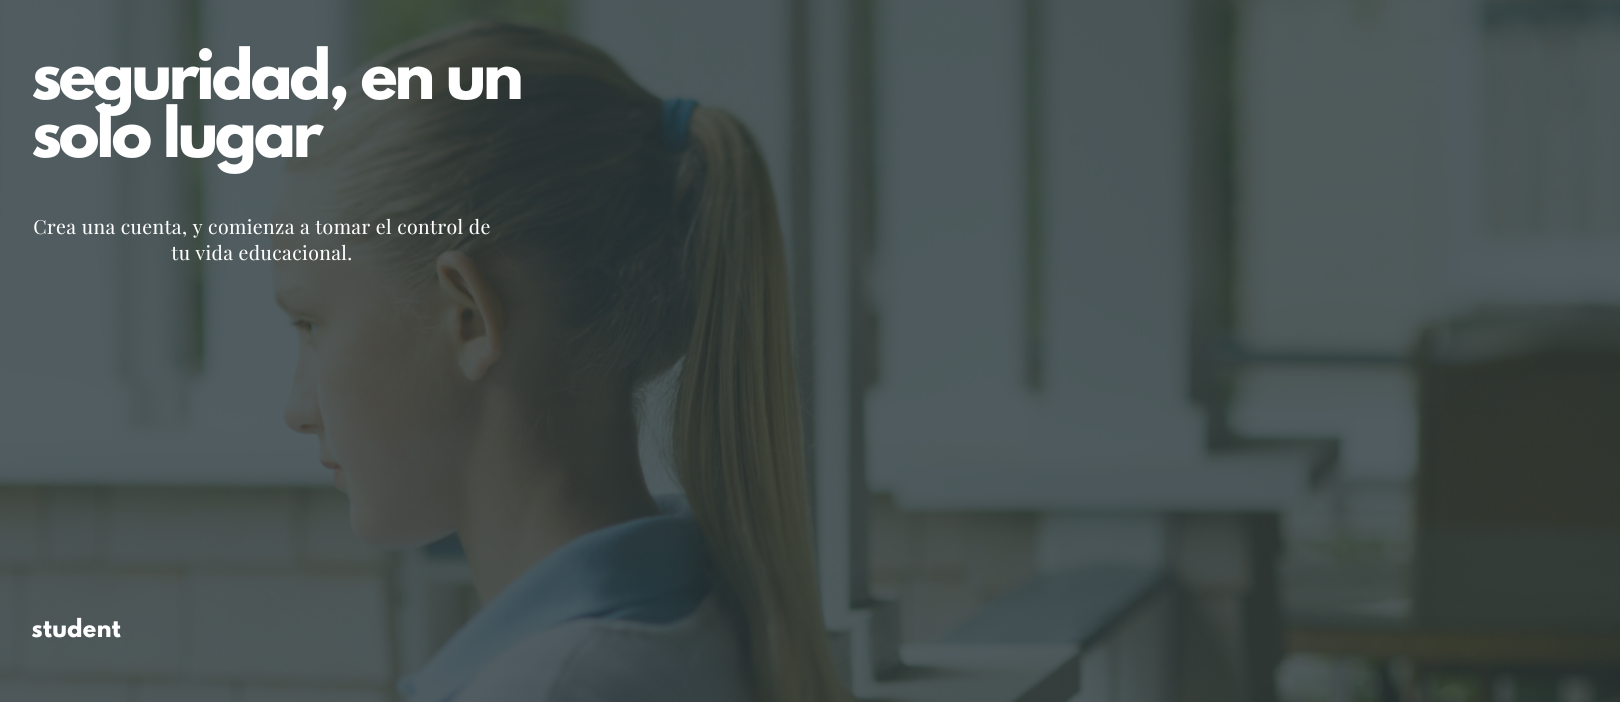 seguridad, en un
solo lugar
Crea una cuenta, y comienza a tomar el control de
tu vida educacional.
student